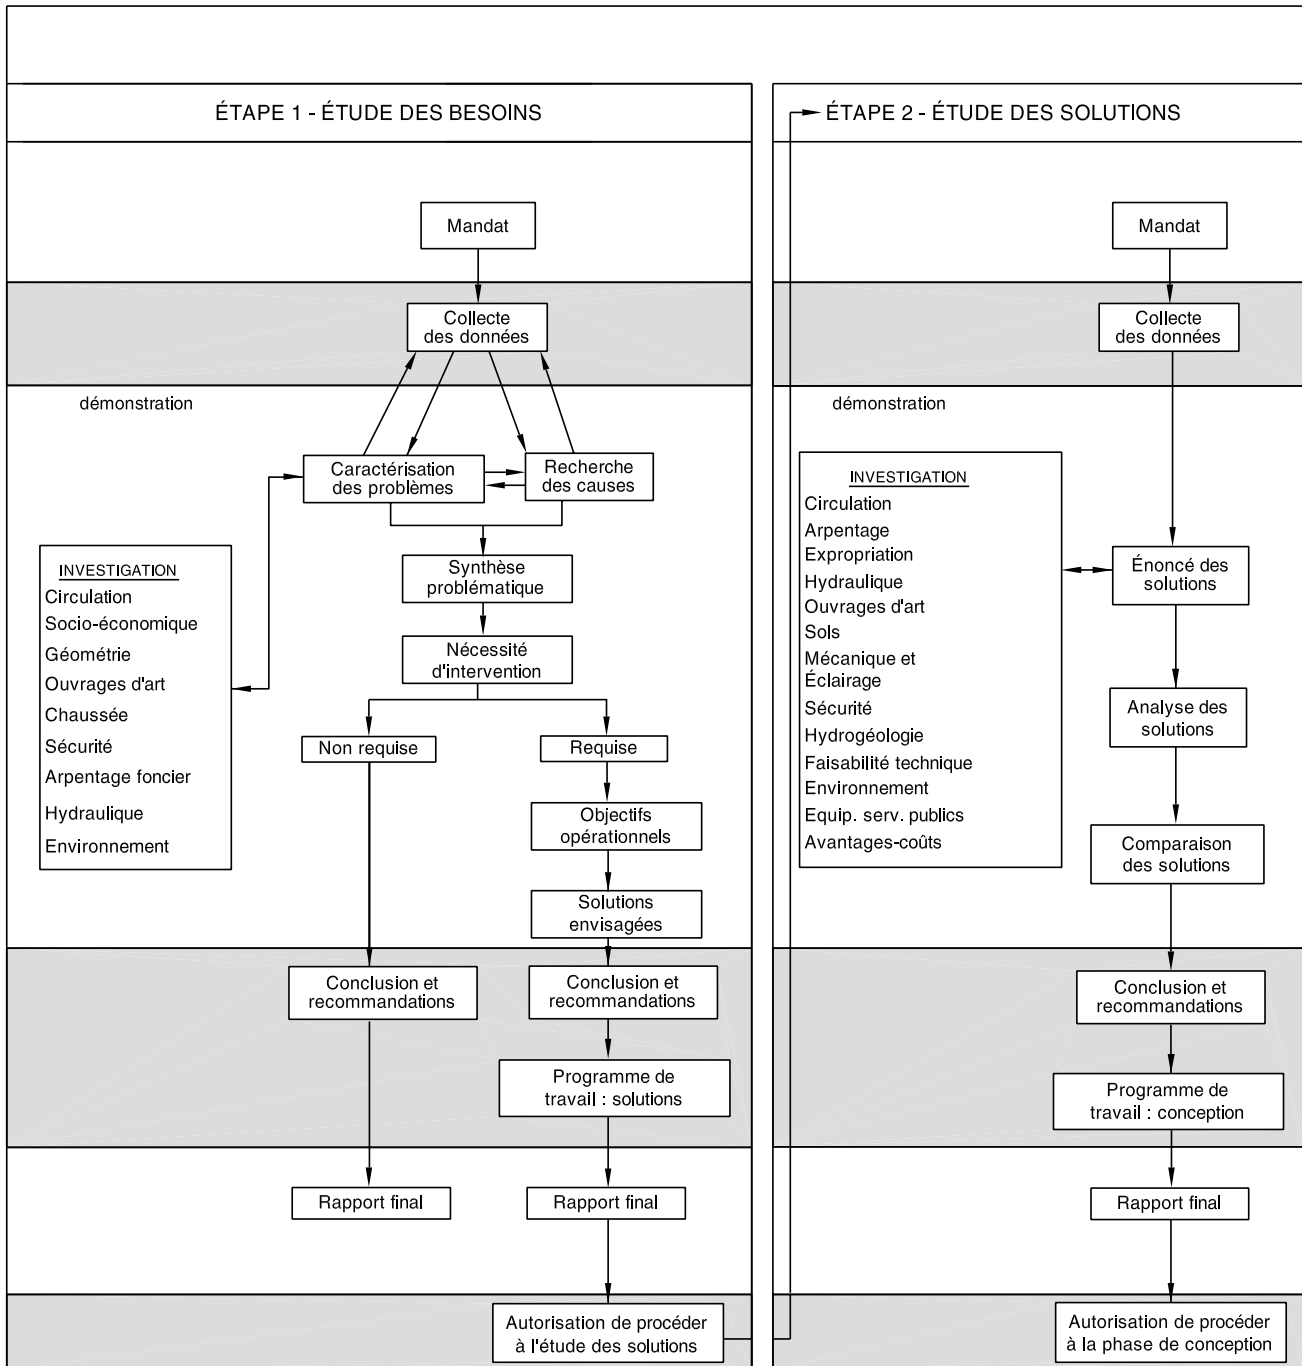 ÉTAPE 1 - ÉTUDE DES BESOINS
Mandat
Collecte
des données
démonstration
Caractérisation
des problèmes
Recherche
des causes
INVESTIGATION
Circulation
Socio-économique
Géométrie
Ouvrages d'art
Chaussée
Sécurité
Arpentage foncier
Hydraulique
Environnement
Synthèse
problématique
Nécessité
d'intervention
Non requise
Requise
Objectifs
opérationnels
Solutions
envisagées
Conclusion et
recommandations
Conclusion et
recommandations
Programme de
travail : solutions
Rapport final
Rapport final
Autorisation de procéder
à l'étude des solutions
ÉTAPE 2 - ÉTUDE DES SOLUTIONS
Mandat
Collecte
des données
démonstration
INVESTIGATION
Circulation
Arpentage
Expropriation
Hydraulique
Ouvrages d'art
Sols
Mécanique et
Éclairage
Sécurité
Hydrogéologie
Faisabilité technique
Environnement
Equip. serv. publics
Avantages-coûts
Énoncé des
solutions
Analyse des
solutions
Comparaison
des solutions
Conclusion et
recommandations
Programme de
travail : conception
Rapport final
Autorisation de procéder
à la phase de conception